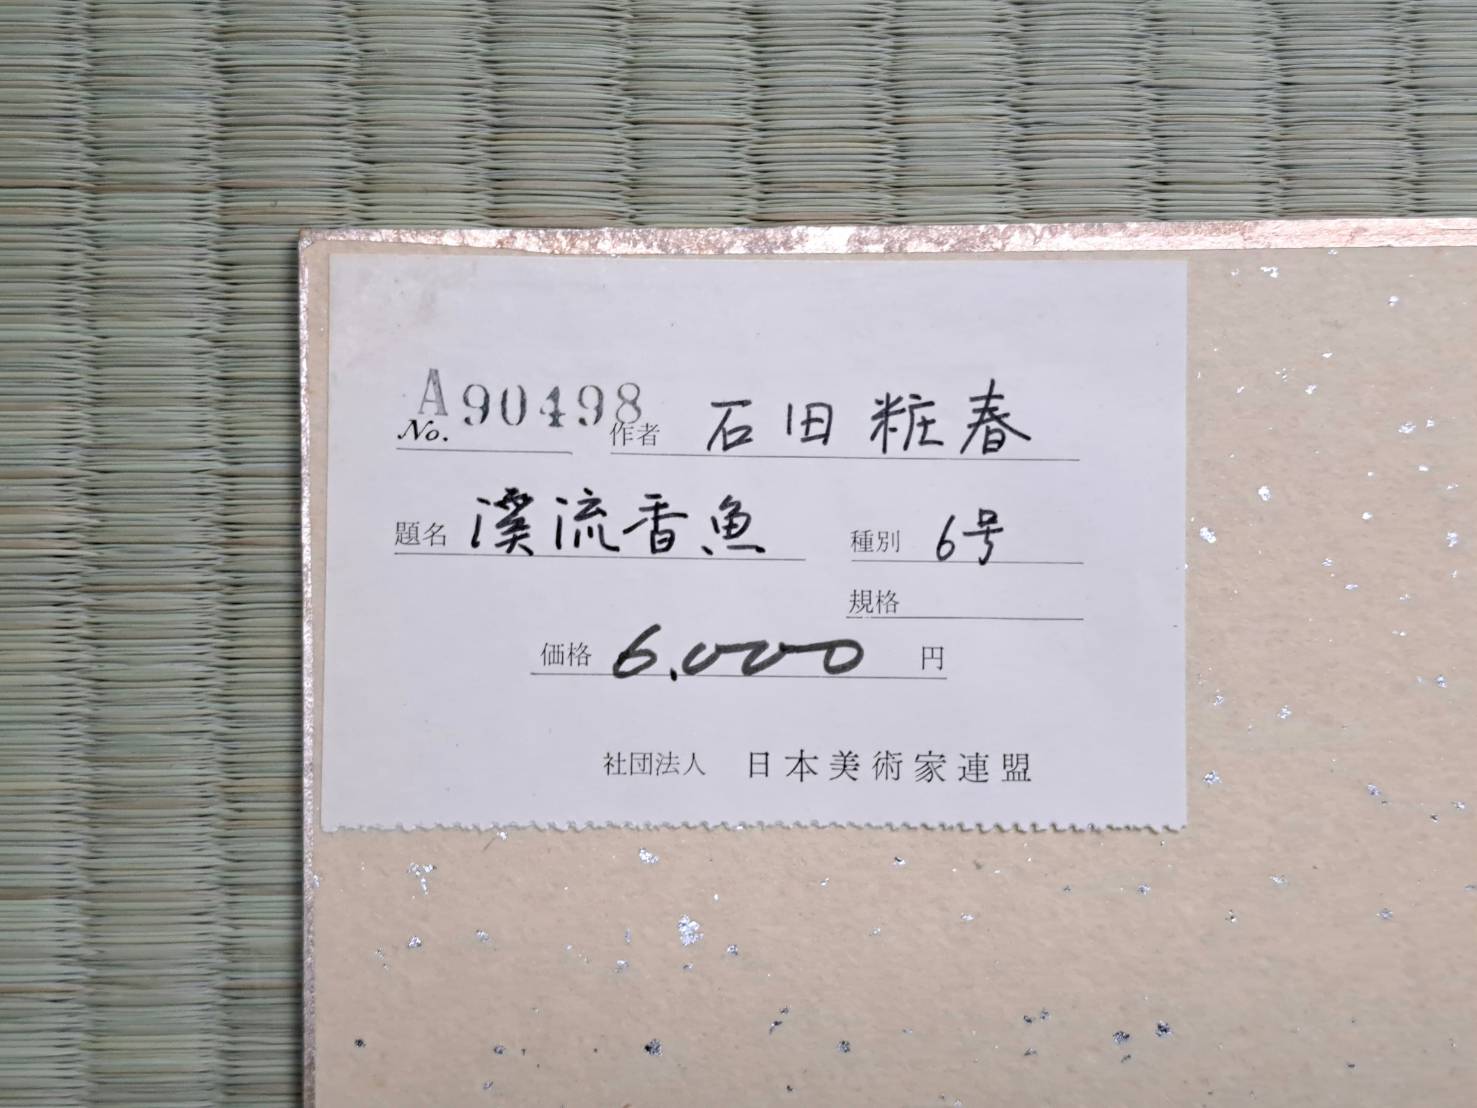 No. A90498 作者 石田粧春
題名 溪流香魚 種別 6号
規格
価格 6,000 円
社団法人 日本美術家連盟